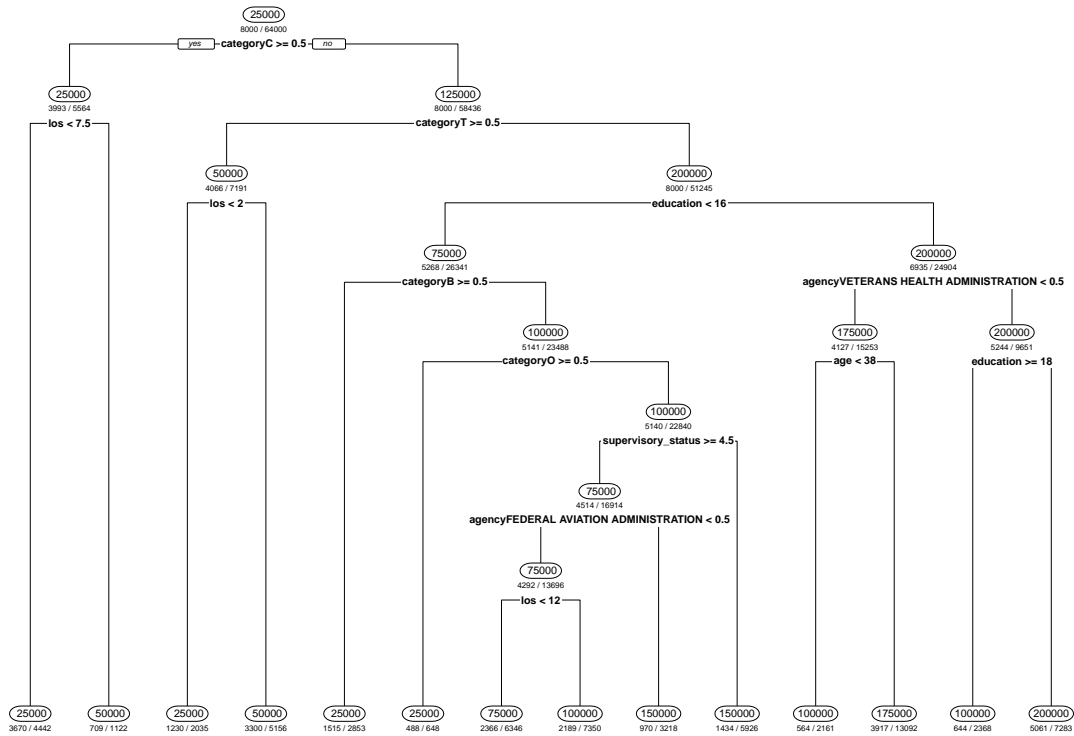 25000
8000 / 64000
yes categoryC >= 0.5 no
25000 125000
3993 / 5564 8000 / 58436
los < 7.5 categoryT >= 0.5
50000 200000
4066 / 7191 8000 / 51245
los < 2 education < 16
75000 200000
5268 / 26341 6935 / 24904
categoryB >= 0.5 agencyVETERANS HEALTH ADMINISTRATION < 0.5
100000 175000 200000
5141 / 23488 4127 / 15253 5244 / 9651
categoryO >= 0.5 age < 38 education >= 18
100000
5140 / 22840
supervisory_status >= 4.5
75000
4514 / 16914
agencyFEDERAL AVIATION ADMINISTRATION < 0.5
75000
4292 / 13696
los < 12
25000 50000 25000 50000 25000 25000 75000 100000 150000 150000 100000 175000 100000 200000
3670 / 4442 709 / 1122 1230 / 2035 3300 / 5156 1515 / 2853 488 / 648 2366 / 6346 2189 / 7350 970 / 3218 1434 / 5926 564 / 2161 3917 / 13092 644 / 2368 5061 / 7283